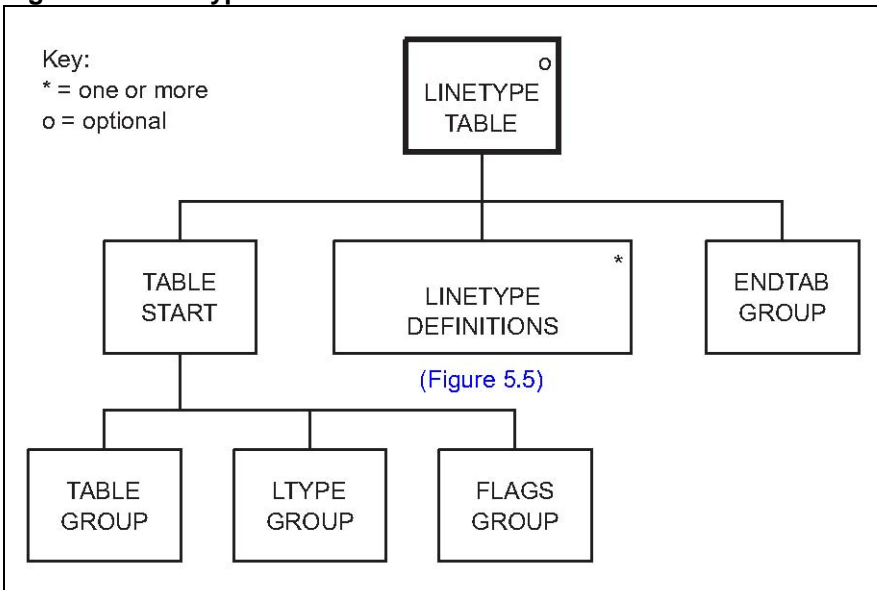 Key:
* = one or more
o = optional
o
LINETYPE
TABLE
TABLE
START
*
LINETYPE
DEFINITIONS
ENDTAB
GROUP
(Figure 5.5)
TABLE
GROUP
LTYPE
GROUP
FLAGS
GROUP